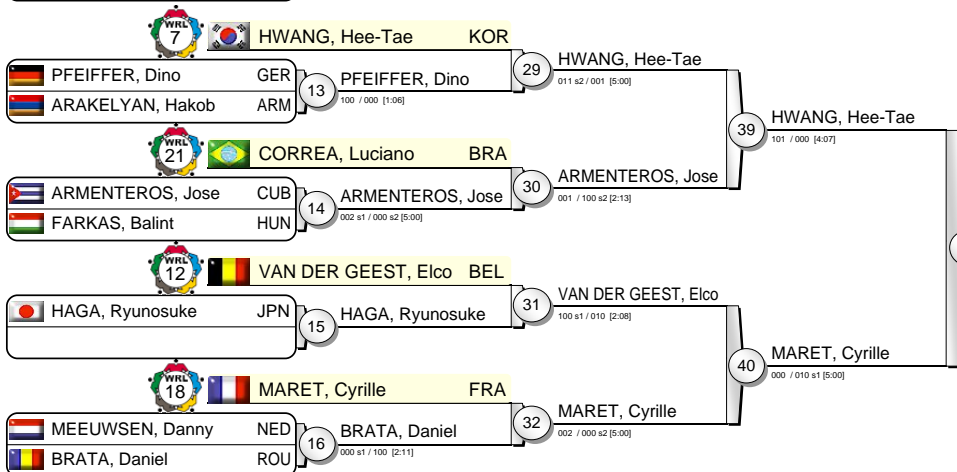 WRL
7
HWANG, Hee-Tae KOR
PFEIFFER, Dino GER
ARAKELYAN, Hakob ARM
13
PFEIFFER, Dino
100 / 000 [1:06]
29
HWANG, Hee-Tae
011 s2 / 001 [5:00]
WRL
21
CORREA, Luciano BRA
ARMENTEROS, Jose CUB
FARKAS, Balint HUN
14
ARMENTEROS, Jose
002 s1 / 000 s2 [5:00]
30
ARMENTEROS, Jose
001 / 100 s2 [2:13]
39
HWANG, Hee-Tae
101 / 000 [4:07]
WRL
12
VAN DER GEEST, Elco BEL
HAGA, Ryunosuke JPN
15
HAGA, Ryunosuke
31
VAN DER GEEST, Elco
100 s1 / 010 [2:08]
WRL
18
MARET, Cyrille FRA
MEEUWSEN, Danny NED
BRATA, Daniel ROU
16
BRATA, Daniel
000 s1 / 100 [2:11]
32
MARET, Cyrille
002 / 000 s2 [5:00]
40
MARET, Cyrille
000 / 010 s1 [5:00]